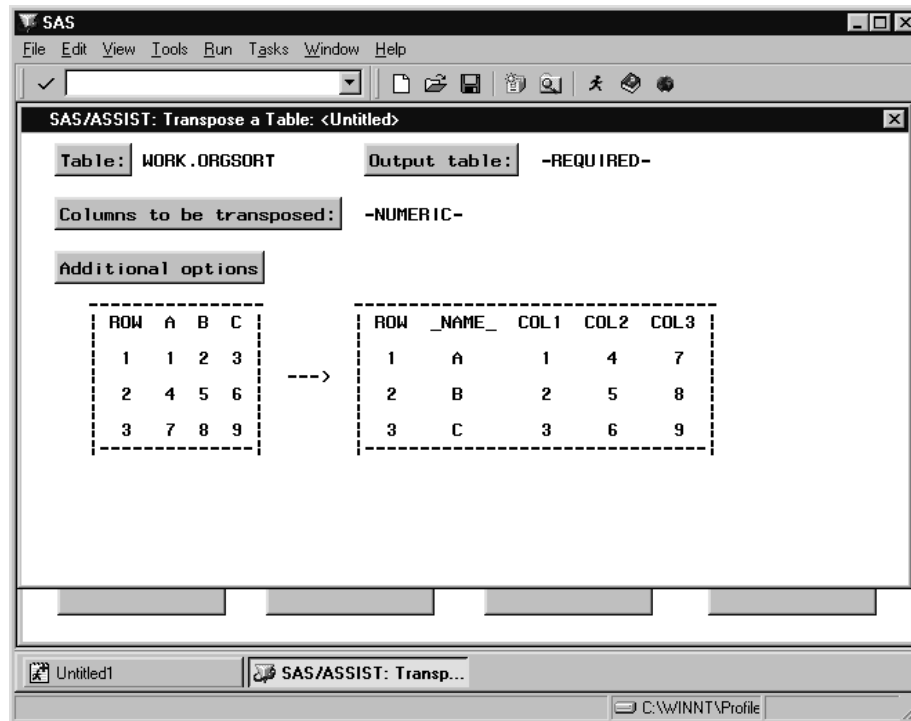 SAS
File Edit View Tools Run Tasks Window Help
SAS/ASSIST: Transpose a Table: <Untitled>
Table: WORK.ORGSORT Output table: -REQUIRED-
Columns to be transposed: -NUMERIC-
Additional options
ROW A B C ROW _NAME_ COL1 COL2 COL3
1 1 2 3 1 A 1 4 7
--->
2 4 5 6 2 B 2 5 8
3 7 8 9 3 C 3 6 9
Untitled1 SAS/ASSIST: Transp...
C:\WINNT\Profile